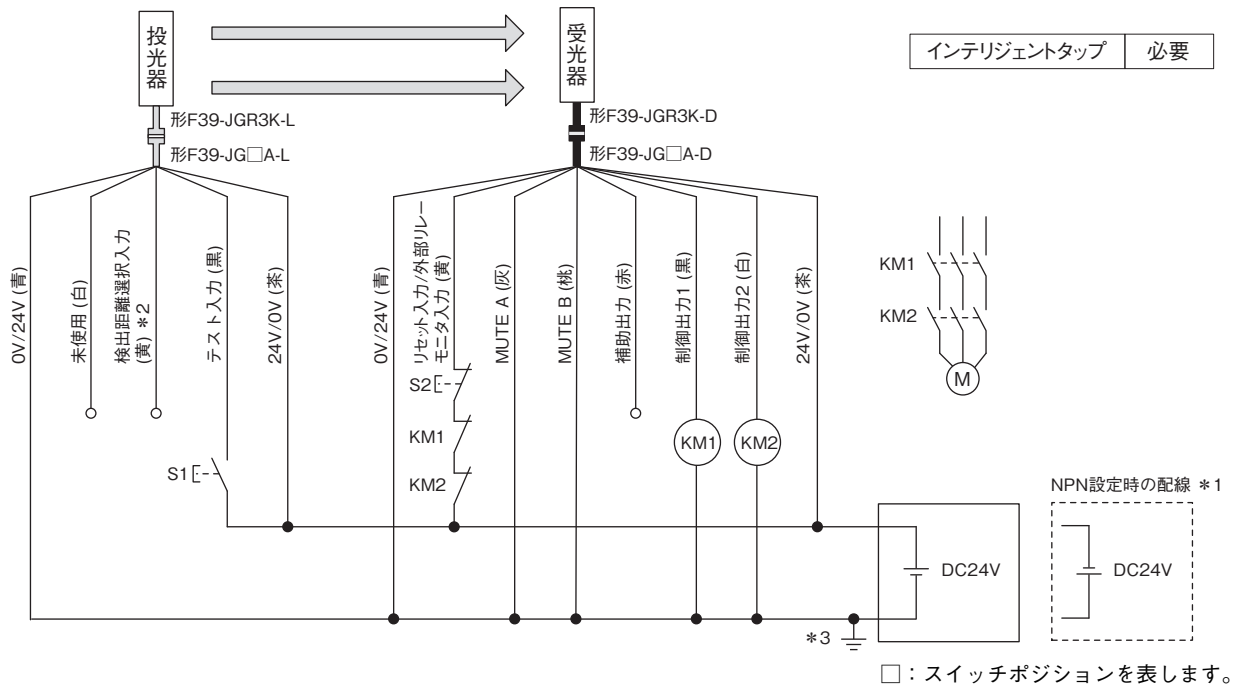 投光器
受光器
インテリジェントタップ 必要
形F39-JGR3K-L
形F39-JG□A-L
形F39-JGR3K-D
形F39-JG□A-D
0V/24V (青)
未使用 (白)
検出距離選択入力
(黄) *2
テスト入力 (黒)
24V/0V (茶)
0V/24V (青)
リセット入力/外部リレー
モニタ入力 (黄)
MUTE A (灰)
MUTE B (桃)
補助出力 (赤)
制御出力1 (黒)
制御出力2 (白)
24V/0V (茶)
KM1
KM2
M
S2
KM1
KM2
KM1
KM2
S1
NPN設定時の配線 *1
DC24V
DC24V
*3
□：スイッチポジションを表します。